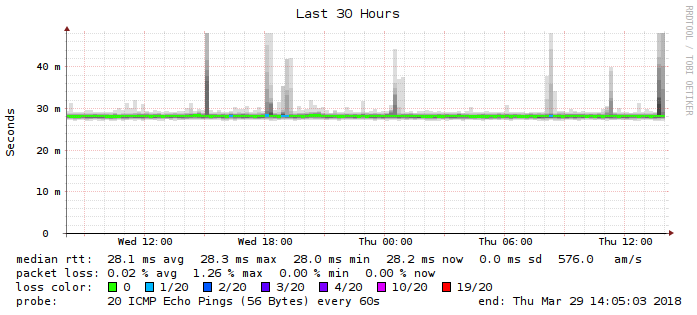 Last 30 Hours
RRDTOOL / TOBI OETIKER
Seconds
40 m
30 m
20 m
10 m
0
Wed 12:00 Wed 18:00 Thu 00:00 Thu 06:00 Thu 12:00
median rtt: 28.1 ms avg 28.3 ms max 28.0 ms min 28.2 ms now 0.0 ms sd 576.0 am/s
packet loss: 0.02 % avg 1.26 % max 0.00 % min 0.00 % now
loss color: 0 1/20 2/20 3/20 4/20 10/20 19/20
probe: 20 ICMP Echo Pings (56 Bytes) every 60s end: Thu Mar 29 14:05:03 2018